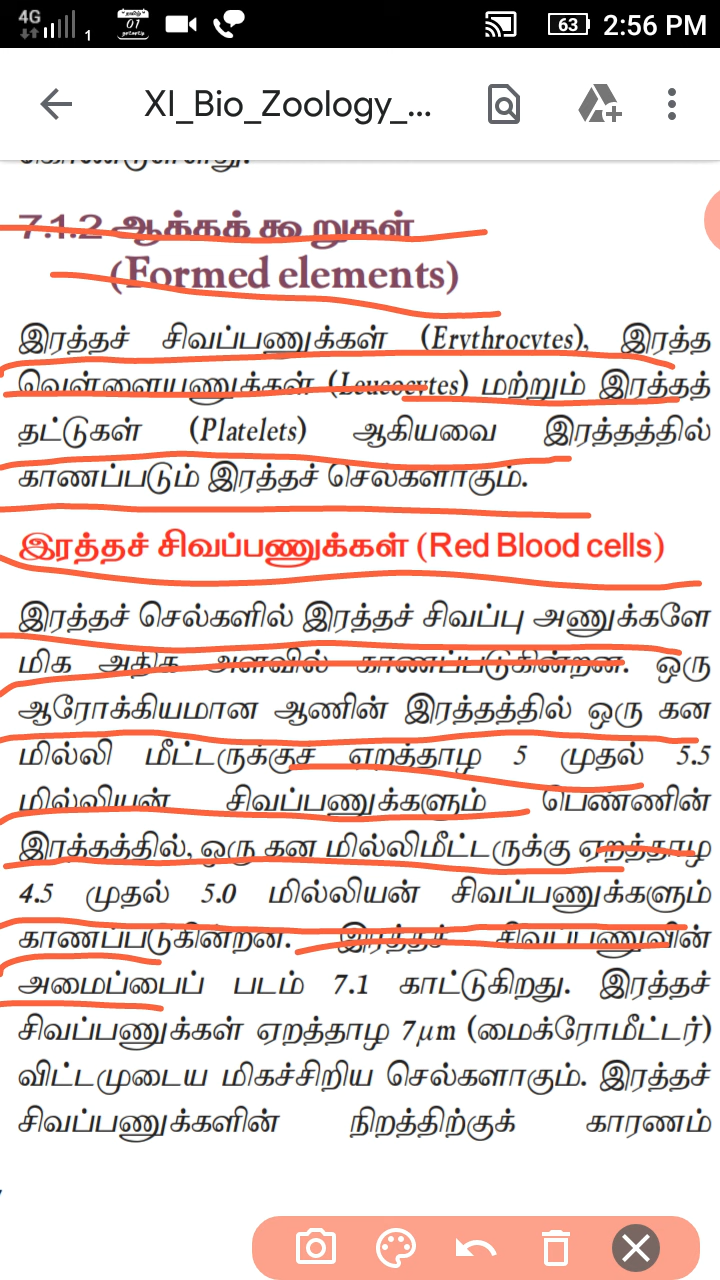 4G
1
63
2:56 PM
XI_Bio_Zoology_...
7.1.2 ஆக்கக் கூறுகள்
(Formed elements)
இரத்தச் சிவப்பணுக்கள் (Erythrocytes), இரத்த
வெள்ளையணுக்கள் (Leucocytes) மற்றும் இரத்தத்
தட்டுகள் (Platelets) ஆகியவை இரத்தத்தில்
காணப்படும் இரத்தச் செல்களாகும்.
இரத்தச் சிவப்பணுக்கள் (Red Blood cells)
இரத்தச் செல்களில் இரத்தச் சிவப்பு அணுக்களே
மிக அதிக அளவில் காணப்படுகின்றன. ஒரு
ஆரோக்கியமான ஆணின் இரத்தத்தில் ஒரு கன
மில்லி மீட்டருக்குச் ஏறத்தாழ 5 முதல் 5.5
மில்லியன் சிவப்பணுக்களும் பெண்ணின்
இரத்தத்தில், ஒரு கன மில்லிமீட்டருக்கு ஏறத்தாழ
4.5 முதல் 5.0 மில்லியன் சிவப்பணுக்களும்
காணப்படுகின்றன. இரத்தச் சிவப்பணுவின்
அமைப்பைப் படம் 7.1 காட்டுகிறது. இரத்தச்
சிவப்பணுக்கள் ஏறத்தாழ 7μm (மைக்ரோமீட்டர்)
விட்டமுடைய மிகச்சிறிய செல்களாகும். இரத்தச்
சிவப்பணுக்களின் நிறத்திற்குக் காரணம்